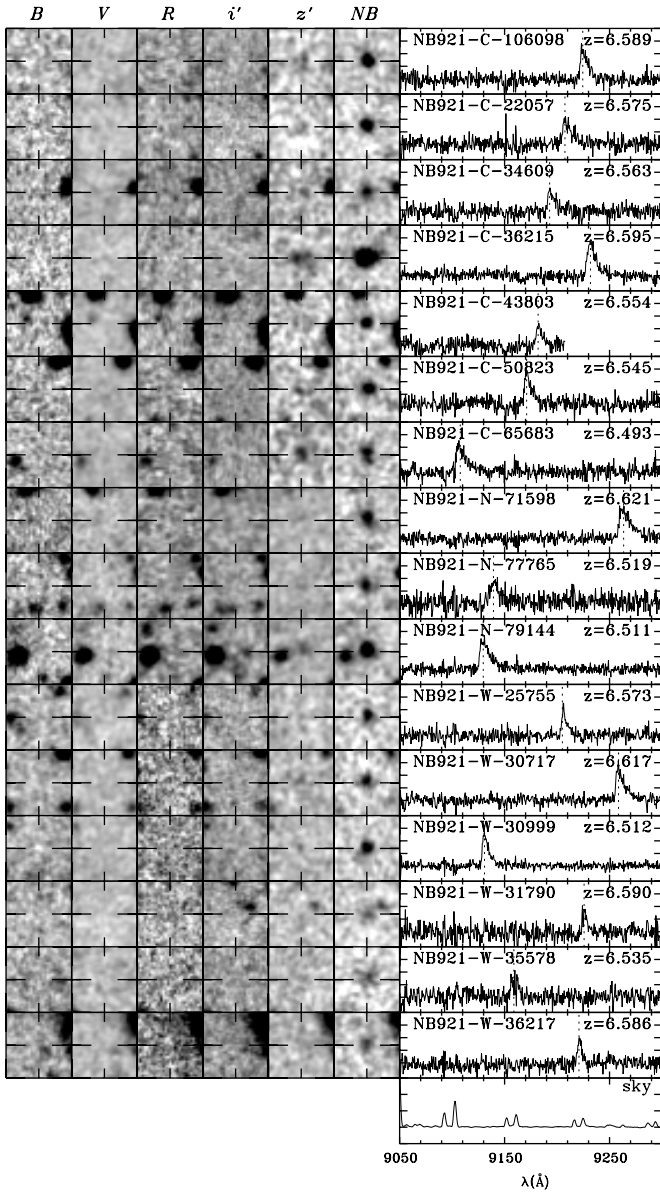 B V R i′ z′ NB
NB921-C-106098 z=6.589
NB921-C-22057 z=6.575
NB921-C-34609 z=6.563
NB921-C-36215 z=6.595
NB921-C-43803 z=6.554
NB921-C-50823 z=6.545
NB921-C-65683 z=6.493
NB921-N-71598 z=6.621
NB921-N-77765 z=6.519
NB921-N-79144 z=6.511
NB921-W-25755 z=6.573
NB921-W-30717 z=6.617
NB921-W-30999 z=6.512
NB921-W-31790 z=6.590
NB921-W-35578 z=6.535
NB921-W-36217 z=6.586
sky
9050 9150 9250
λ(Å)